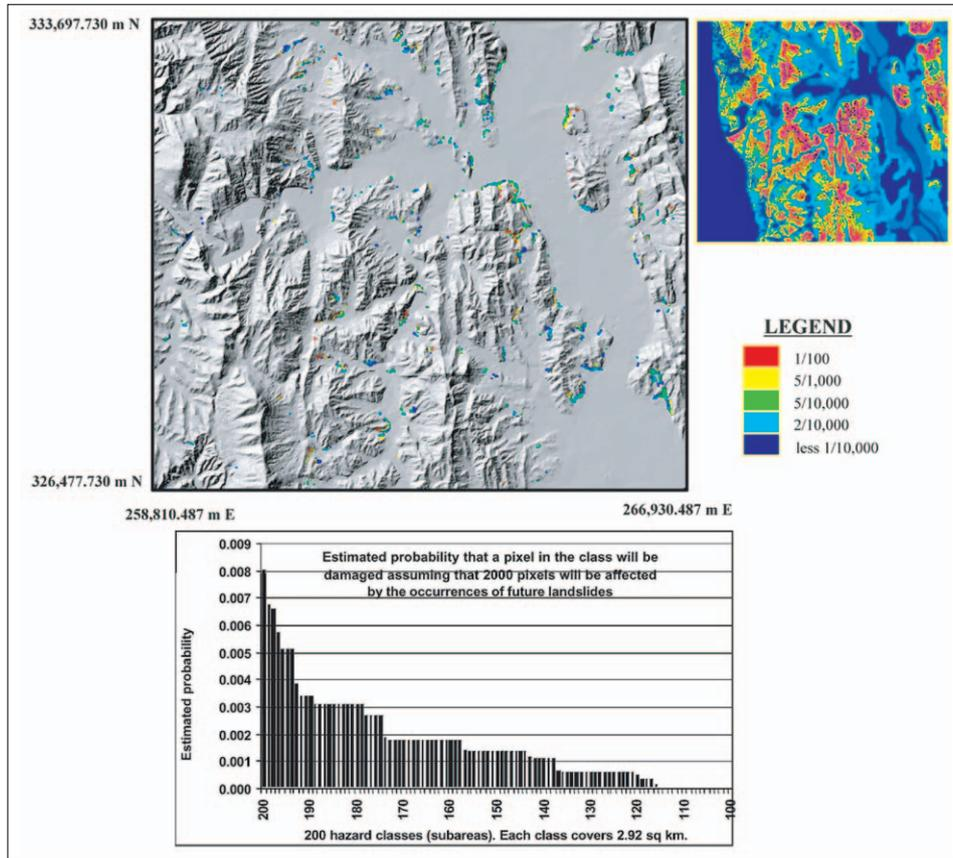 333,697.730 m N
326,477.730 m N
258,810.487 m E
266,930.487 m E
LEGEND
1/100
5/1,000
5/10,000
2/10,000
less 1/10,000
Estimated probability that a pixel in the class will be
damaged assuming that 2000 pixels will be affected
by the occurrences of future landslides
Estimated probability
0.009
0.008
0.007
0.006
0.005
0.004
0.003
0.002
0.001
0.000
200
190
180
170
160
150
140
130
120
110
100
200 hazard classes (subareas). Each class covers 2.92 sq km.